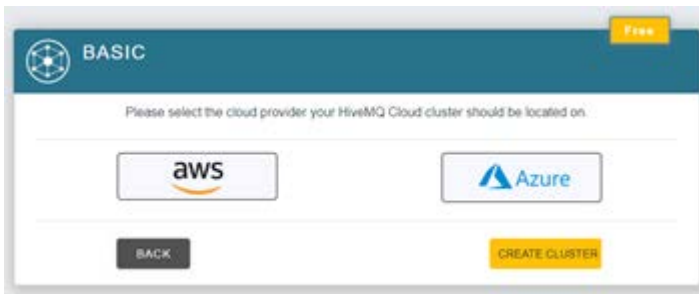 Free
BASIC
Please select the cloud provider your HiveMQ Cloud cluster should be located on.
aws
Azure
BACK
CREATE CLUSTER